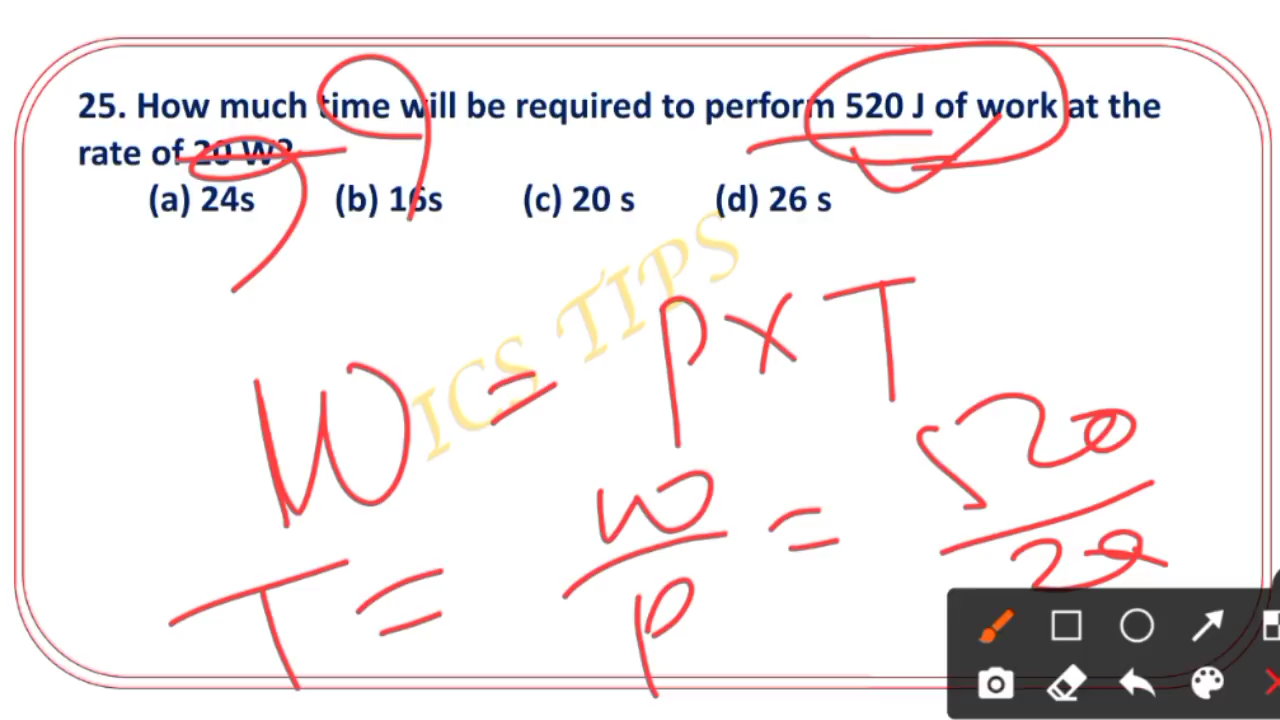 25. How much time will be required to perform 520 J of work at the
rate of 20 W?
(a) 24s (b) 16s (c) 20 s (d) 26 s
ICS TIPS
W = P × T
T = W/P = 520/20